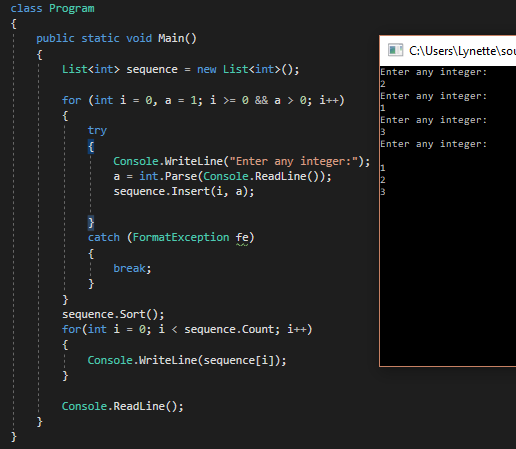 class Program
{
public static void Main()
{
List<int> sequence = new List<int>();
for (int i = 0, a = 1; i >= 0 && a > 0; i++)
{
try
{
Console.WriteLine("Enter any integer:");
a = int.Parse(Console.ReadLine());
sequence.Insert(i, a);
}
catch (FormatException fe)
{
break;
}
}
sequence.Sort();
for(int i = 0; i < sequence.Count; i++)
{
Console.WriteLine(sequence[i]);
}
Console.ReadLine();
}
}
C:\Users\Lynette\sou
Enter any integer:
2
Enter any integer:
1
Enter any integer:
3
Enter any integer:
1
2
3